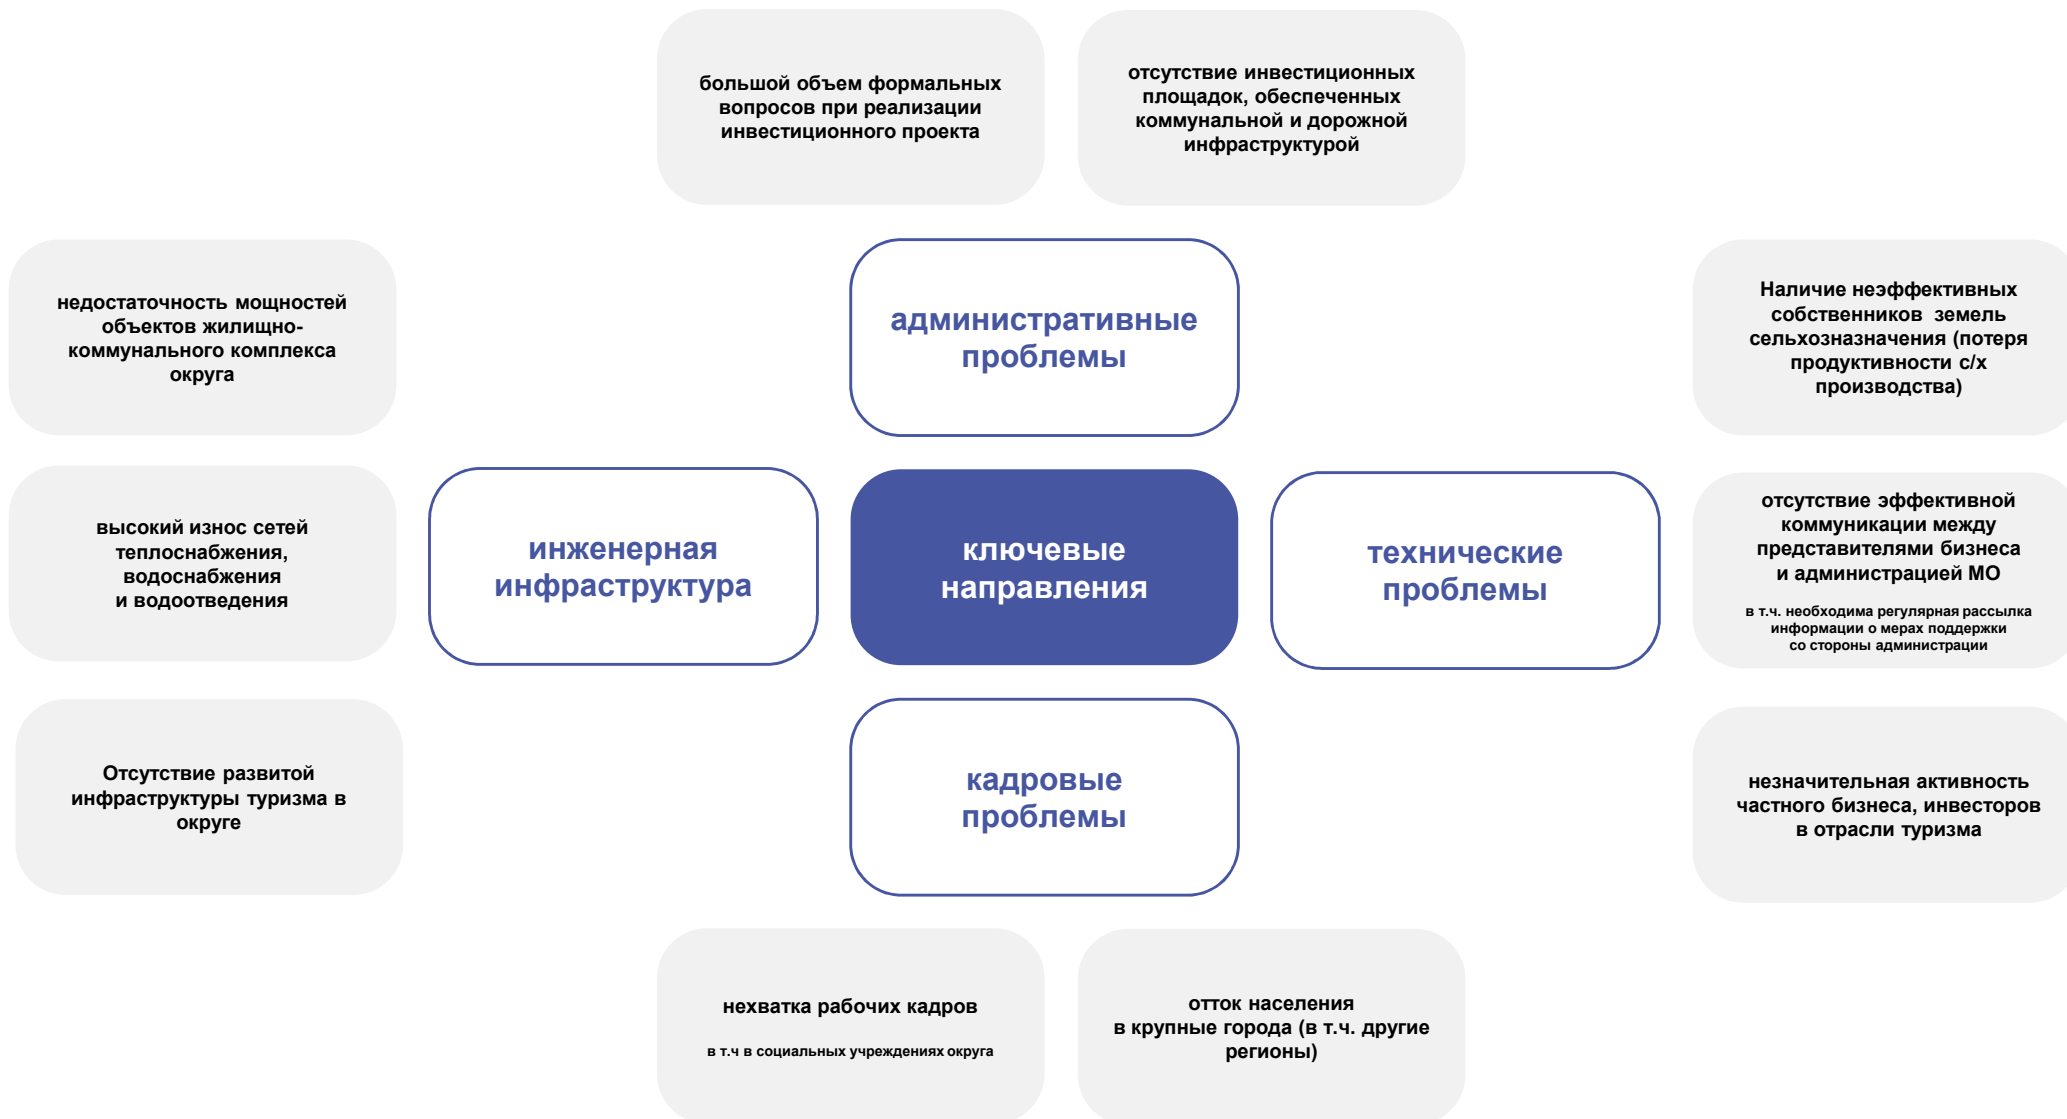 большой объем формальных
вопросов при реализации
инвестиционного проекта
отсутствие инвестиционных
площадок, обеспеченных
коммунальной и дорожной
инфраструктурой
недостаточность мощностей
объектов жилищно-
коммунального комплекса
округа
административные
проблемы
Наличие неэффективных
собственников земель
сельхозназначения (потеря
продуктивности с/х
производства)
высокий износ сетей
теплоснабжения,
водоснабжения
и водоотведения
инженерная
инфраструктура
ключевые
направления
технические
проблемы
отсутствие эффективной
коммуникации между
представителями бизнеса
и администрацией МО
в т.ч. необходима регулярная рассылка
информации о мерах поддержки
со стороны администрации
Отсутствие развитой
инфраструктуры туризма в
округе
кадровые
проблемы
незначительная активность
частного бизнеса, инвесторов
в отрасли туризма
нехватка рабочих кадров
в т.ч в социальных учреждениях округа
отток населения
в крупные города (в т.ч. другие
регионы)